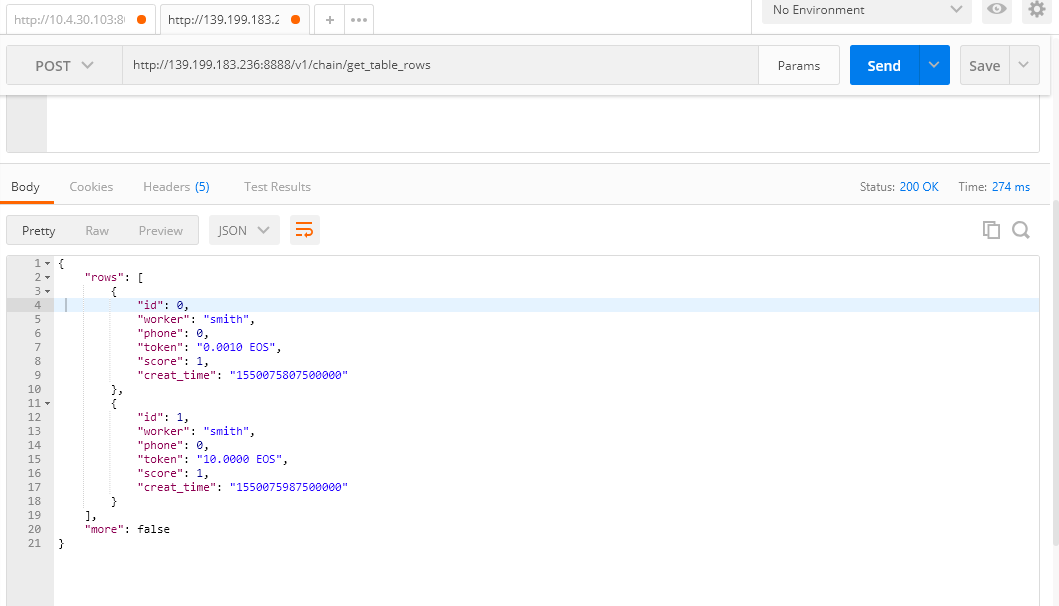 http://10.4.30.103:8
http://139.199.183.2
No Environment
POST
http://139.199.183.236:8888/v1/chain/get_table_rows
Params
Send
Save
Body
Cookies
Headers (5)
Test Results
Status: 200 OK
Time: 274 ms
Pretty
Raw
Preview
JSON
1 {
2 "rows": [
3 {
4 "id": 0,
5 "worker": "smith",
6 "phone": 0,
7 "token": "0.0010 EOS",
8 "score": 1,
9 "creat_time": "1550075807500000"
10 },
11 {
12 "id": 1,
13 "worker": "smith",
14 "phone": 0,
15 "token": "10.0000 EOS",
16 "score": 1,
17 "creat_time": "1550075987500000"
18 }
19 ],
20 "more": false
21 }